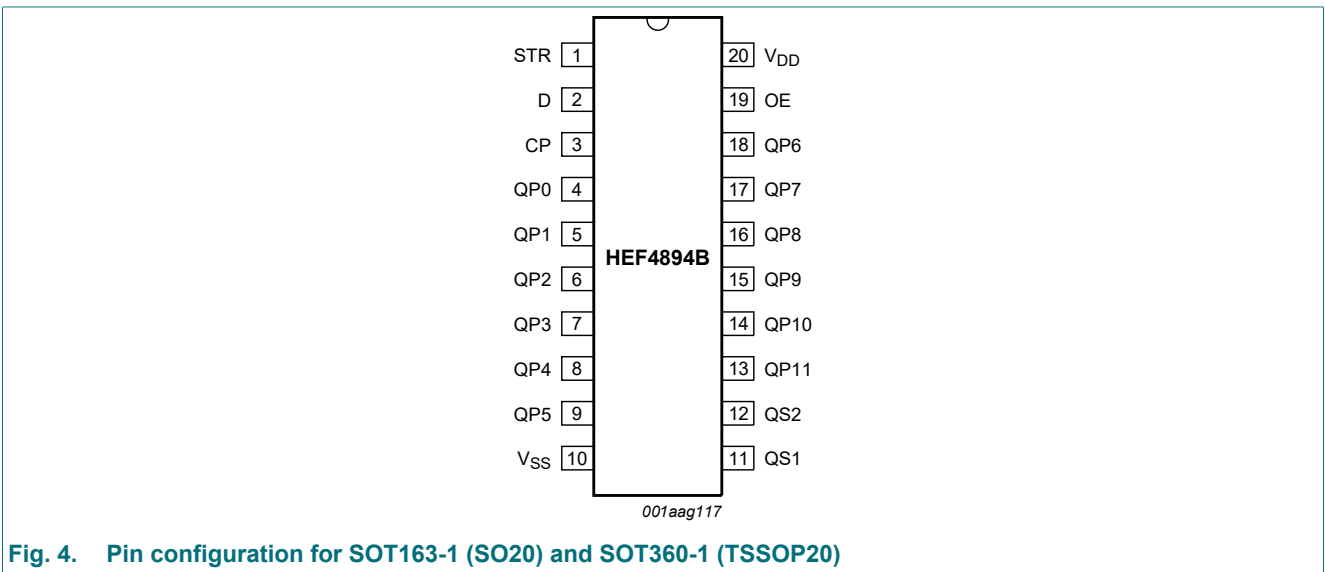 STR 1 20 VDD
D 2 19 OE
CP 3 18 QP6
QP0 4 17 QP7
QP1 5 16 QP8
HEF4894B
QP2 6 15 QP9
QP3 7 14 QP10
QP4 8 13 QP11
QP5 9 12 QS2
VSS 10 11 QS1
001aag117
Fig. 4. Pin configuration for SOT163-1 (SO20) and SOT360-1 (TSSOP20)